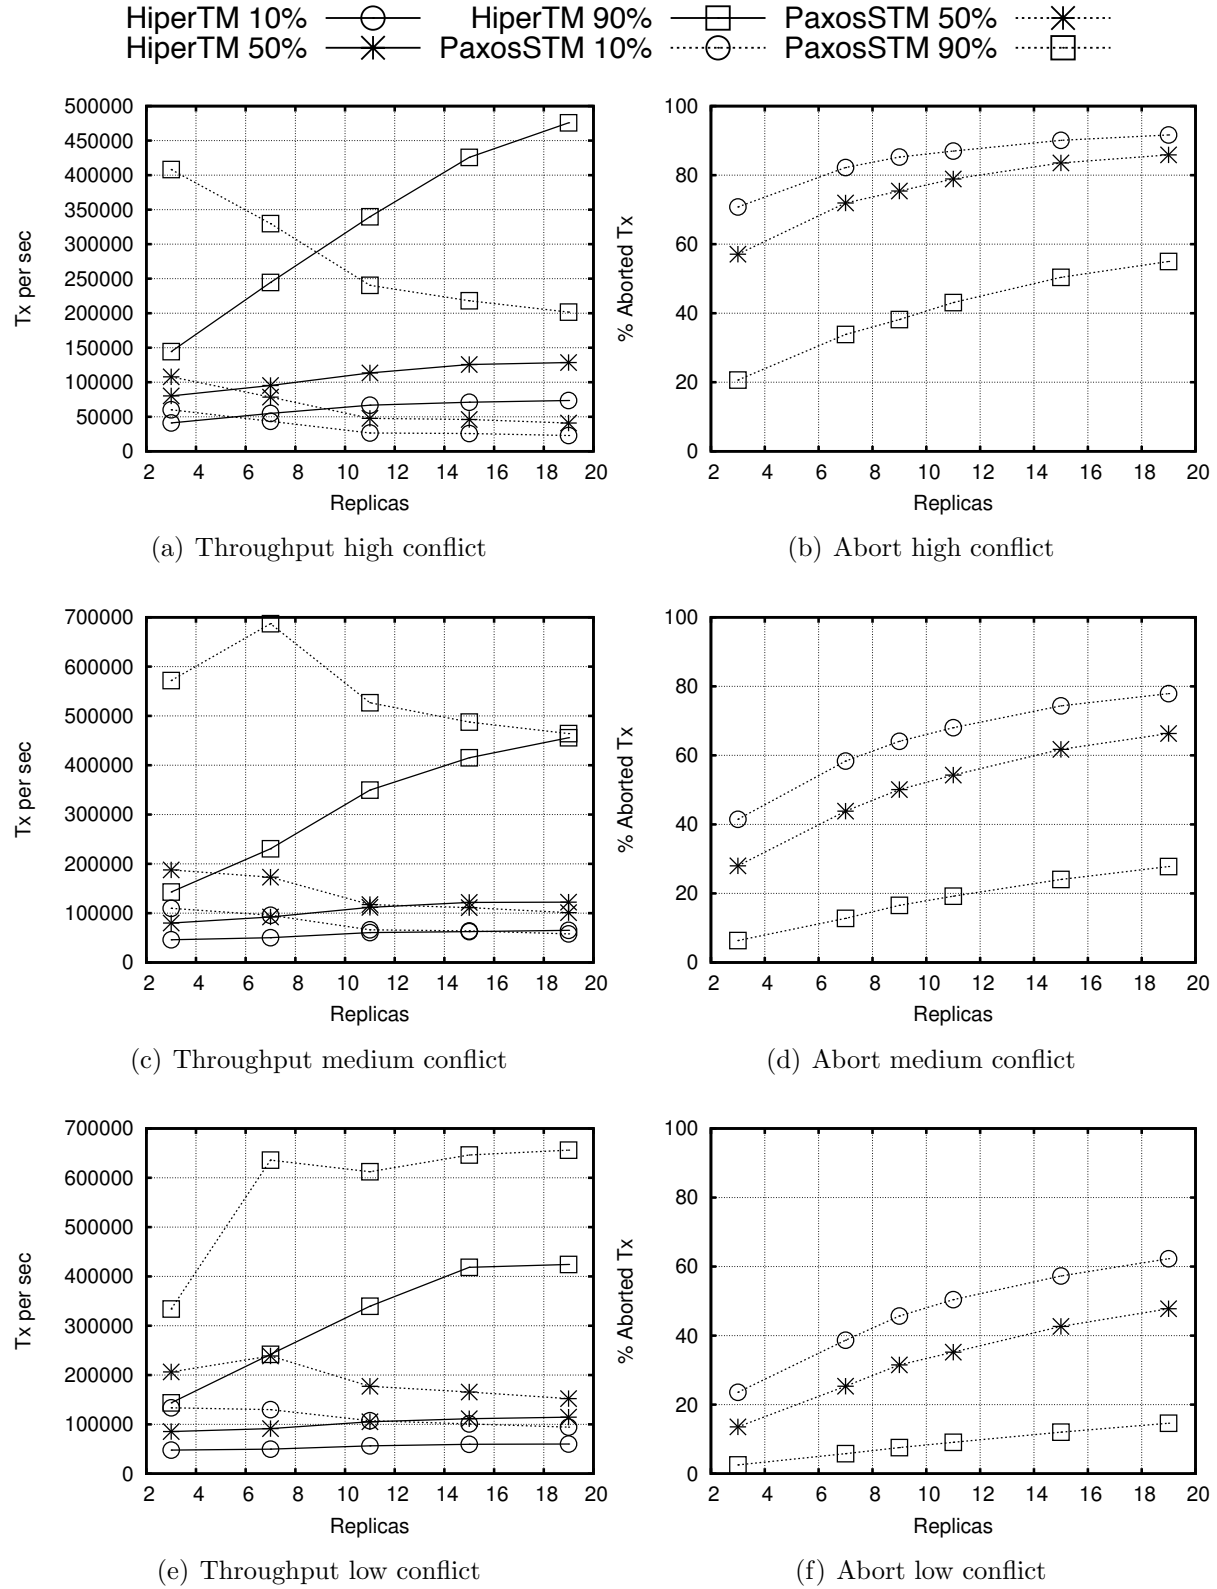 HiperTM 10% HiperTM 90% PaxosSTM 50%
HiperTM 50% PaxosSTM 10% PaxosSTM 90%
500000
450000
400000
350000
300000
250000
200000
150000
100000
50000
0
Tx per sec
2 4 6 8 10 12 14 16 18 20
Replicas
(a) Throughput high conflict
100
80
60
40
20
0
% Aborted Tx
2 4 6 8 10 12 14 16 18 20
Replicas
(b) Abort high conflict
700000
600000
500000
400000
300000
200000
100000
0
Tx per sec
2 4 6 8 10 12 14 16 18 20
Replicas
(c) Throughput medium conflict
100
80
60
40
20
0
% Aborted Tx
2 4 6 8 10 12 14 16 18 20
Replicas
(d) Abort medium conflict
700000
600000
500000
400000
300000
200000
100000
0
Tx per sec
2 4 6 8 10 12 14 16 18 20
Replicas
(e) Throughput low conflict
100
80
60
40
20
0
% Aborted Tx
2 4 6 8 10 12 14 16 18 20
Replicas
(f) Abort low conflict